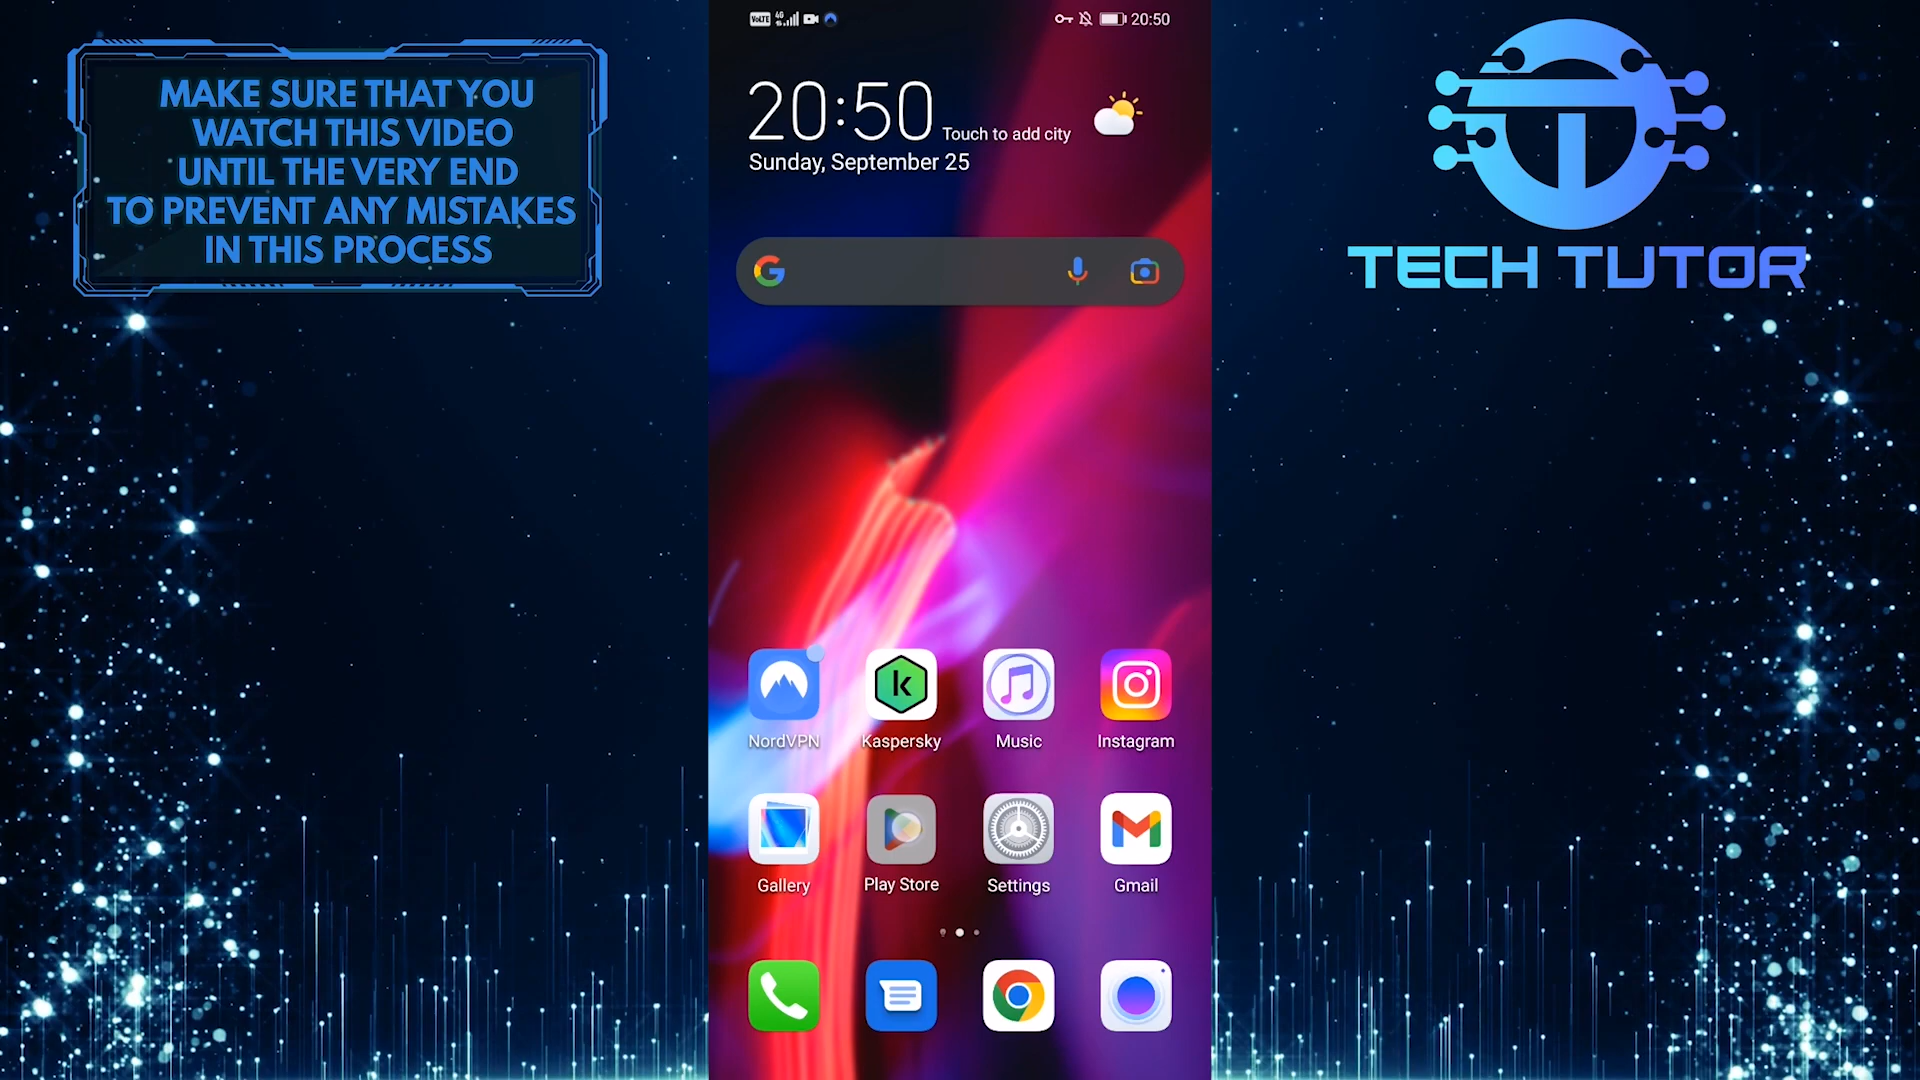 MAKE SURE THAT YOU
WATCH THIS VIDEO
UNTIL THE VERY END
TO PREVENT ANY MISTAKES
IN THIS PROCESS
VoLTE 4G 20:50
20:50 Touch to add city
Sunday, September 25
TECH TUTOR
NordVPN Kaspersky Music Instagram
Gallery Play Store Settings Gmail